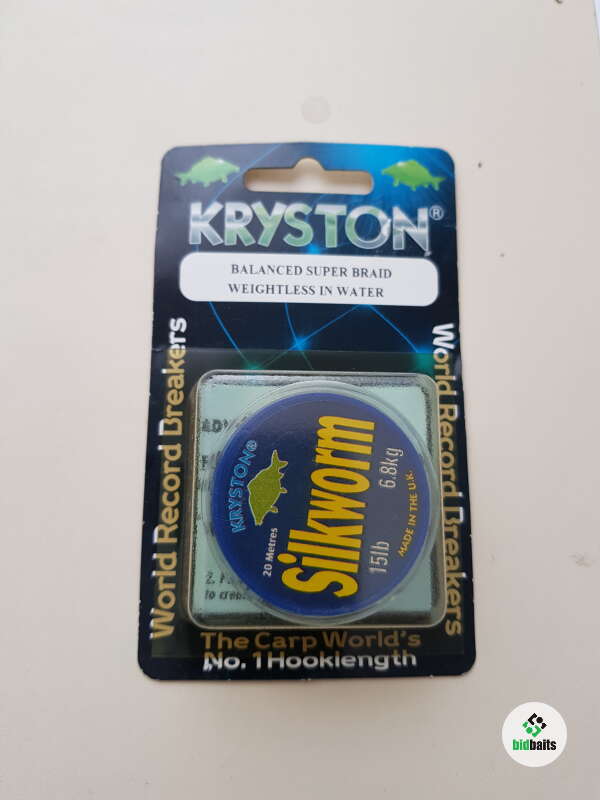 KRYSTON®
BALANCED SUPER BRAID
WEIGHTLESS IN WATER
World Record Breakers
World Record Breakers
KRYSTON®
Silkworm
20 Metres
15lb
6.8kg
MADE IN THE U.K.
to
The Carp World's
No. 1 Hooklength
bidbaits